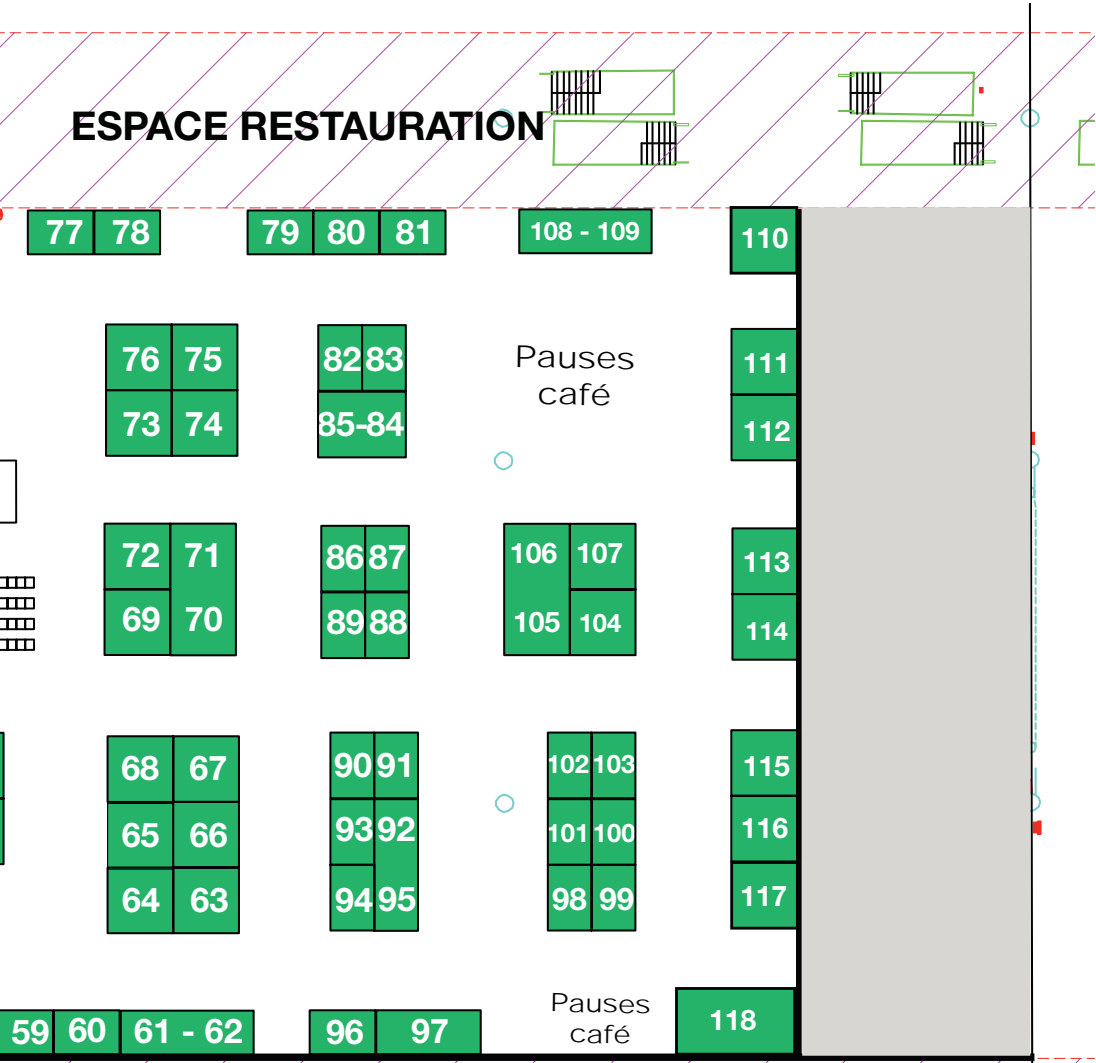 ESPACE RESTAURATION
77 78 79 80 81 108 - 109 110
76 75 82 83 Pauses 111
café
73 74 85-84 112
72 71 86 87 106 107 113
69 70 89 88 105 104 114
68 67 90 91 102 103 115
65 66 93 92 101 100 116
64 63 94 95 98 99 117
Pauses
59 60 61 - 62 96 97 café 118